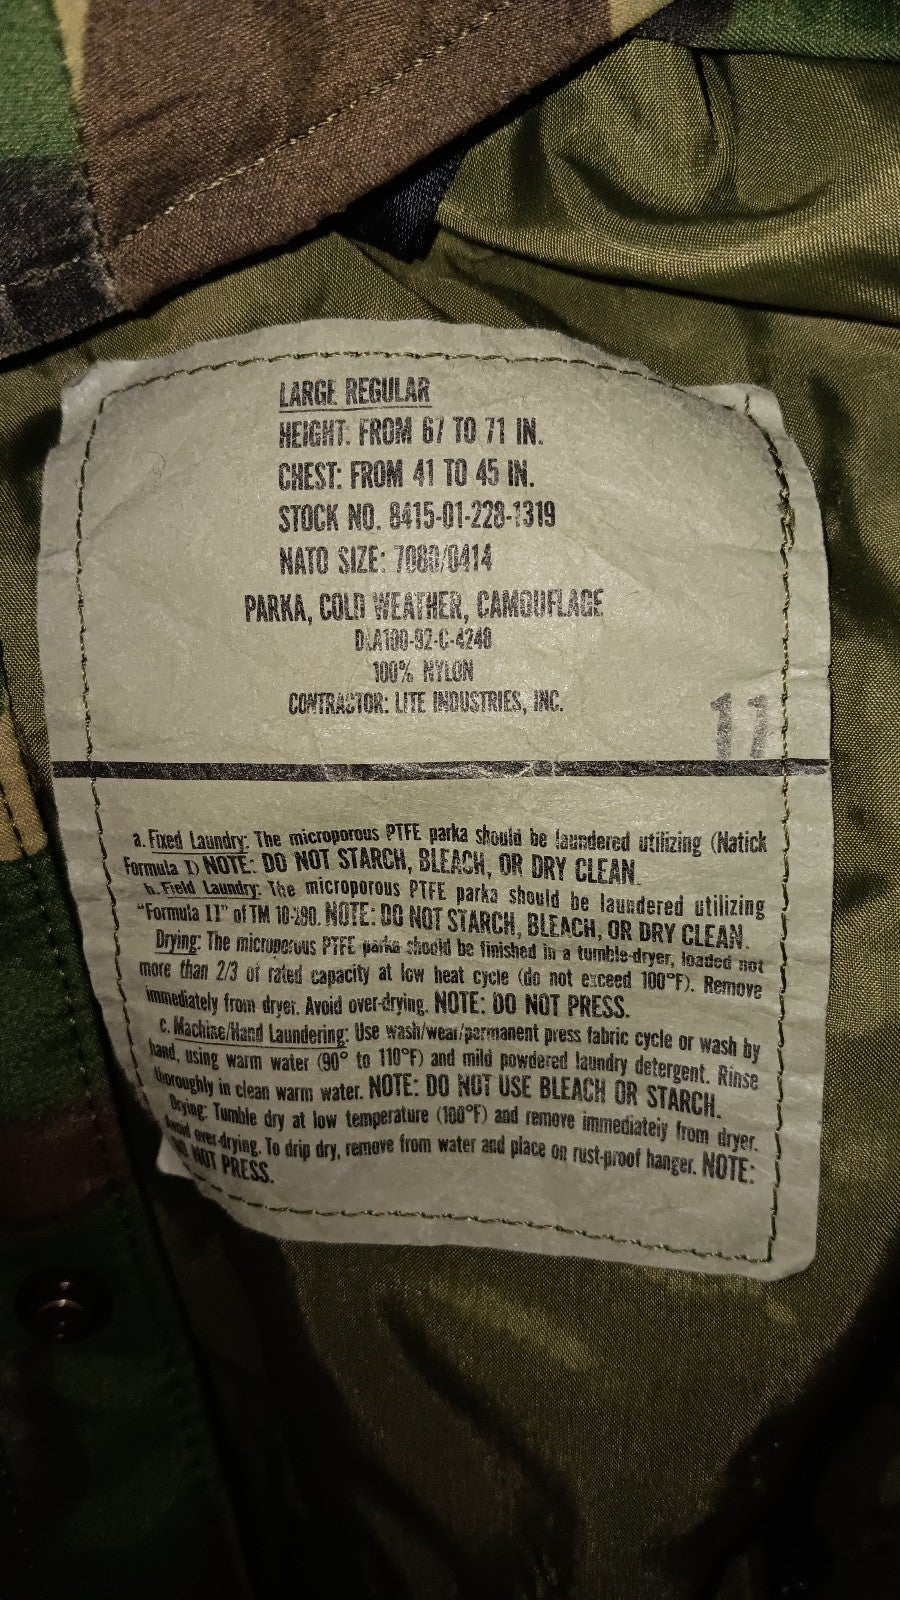 LARGE REGULAR
HEIGHT: FROM 67 TO 71 IN.
CHEST: FROM 41 TO 45 IN.
STOCK NO. 8415-01-228-1319
NATO SIZE: 7080/0414
PARKA, COLD WEATHER, CAMOUFLAGE
DLA100-92-C-4240
100% NYLON
CONTRACTOR: LITE INDUSTRIES, INC.
11
a. Fixed Laundry: The microporous PTFE parka should be laundered utilizing (Natick
Formula I) NOTE: DO NOT STARCH, BLEACH, OR DRY CLEAN.
b. Field Laundry: The microporous PTFE parka should be laundered utilizing
"Formula II" of TM 10-280. NOTE: DO NOT STARCH, BLEACH, OR DRY CLEAN.
Drying: The microporous PTFE parka should be finished in a tumble-dryer, loaded not
more than 2/3 of rated capacity at low heat cycle (do not exceed 100°F). Remove
immediately from dryer. Avoid over-drying. NOTE: DO NOT PRESS.
c. Machine/Hand Laundering: Use wash/wear/permanent press fabric cycle or wash by
hand, using warm water (90° to 110°F) and mild powdered laundry detergent. Rinse
thoroughly in clean warm water. NOTE: DO NOT USE BLEACH OR STARCH.
Drying: Tumble dry at low temperature (100°F) and remove immediately from dryer.
Avoid over-drying. To drip dry, remove from water and place on rust-proof hanger. NOTE:
DO NOT PRESS.